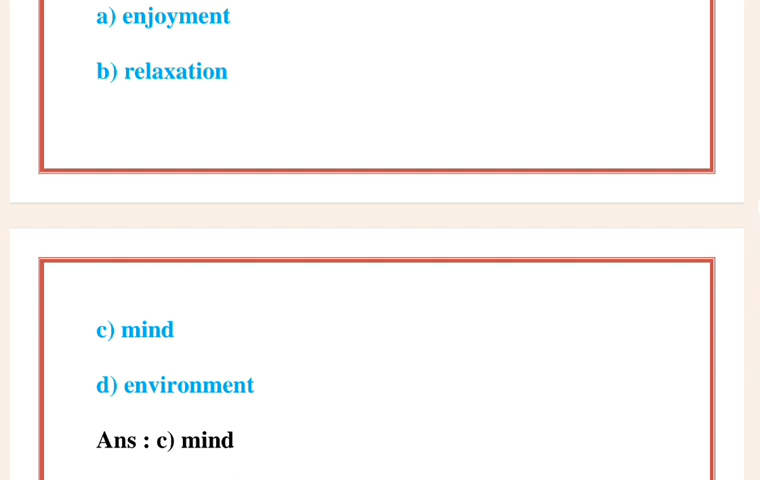 a) enjoyment
b) relaxation
c) mind
d) environment
Ans : c) mind